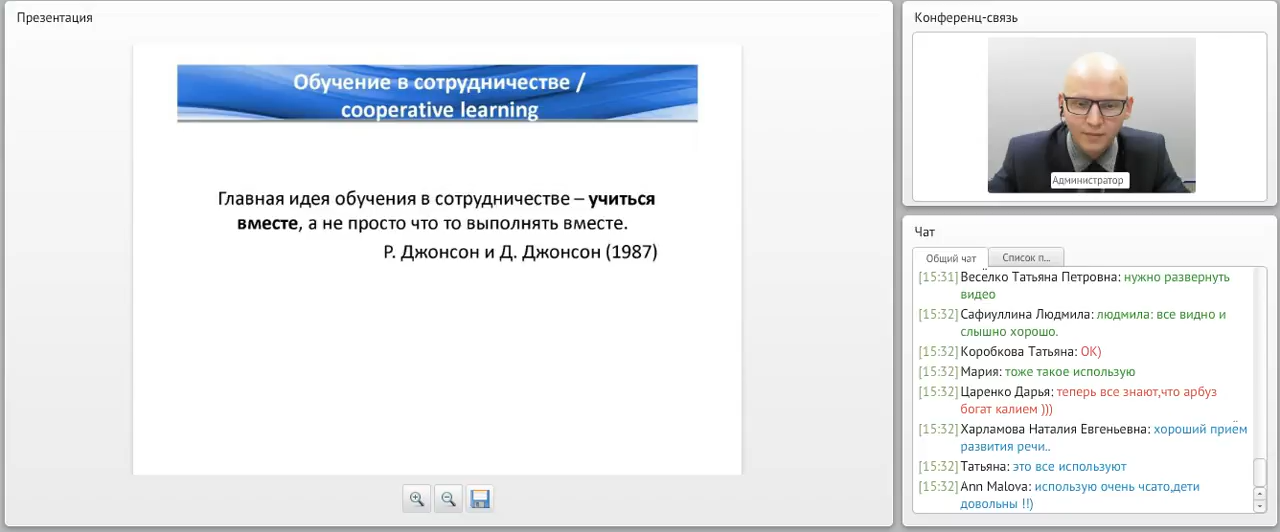 Презентация
Обучение в сотрудничестве /
cooperative learning
Главная идея обучения в сотрудничестве – учиться
вместе, а не просто что то выполнять вместе.
Р. Джонсон и Д. Джонсон (1987)
Конференц-связь
Администратор
Чат
Общий чат
Список п...
[15:31] Веселко Татьяна Петровна: нужно развернуть
видео
[15:32] Сафиуллина Людмила: людмила: все видно и
слышно хорошо.
[15:32] Коробкова Татьяна: ОК)
[15:32] Мария: тоже такое использую
[15:32] Царенко Дарья: теперь все знают,что арбуз
богат калием )))
[15:32] Харламова Наталия Евгеньевна: хороший приём
развития речи..
[15:32] Татьяна: это все используют
[15:32] Ann Malova: использую очень чсато,дети
довольны !!)